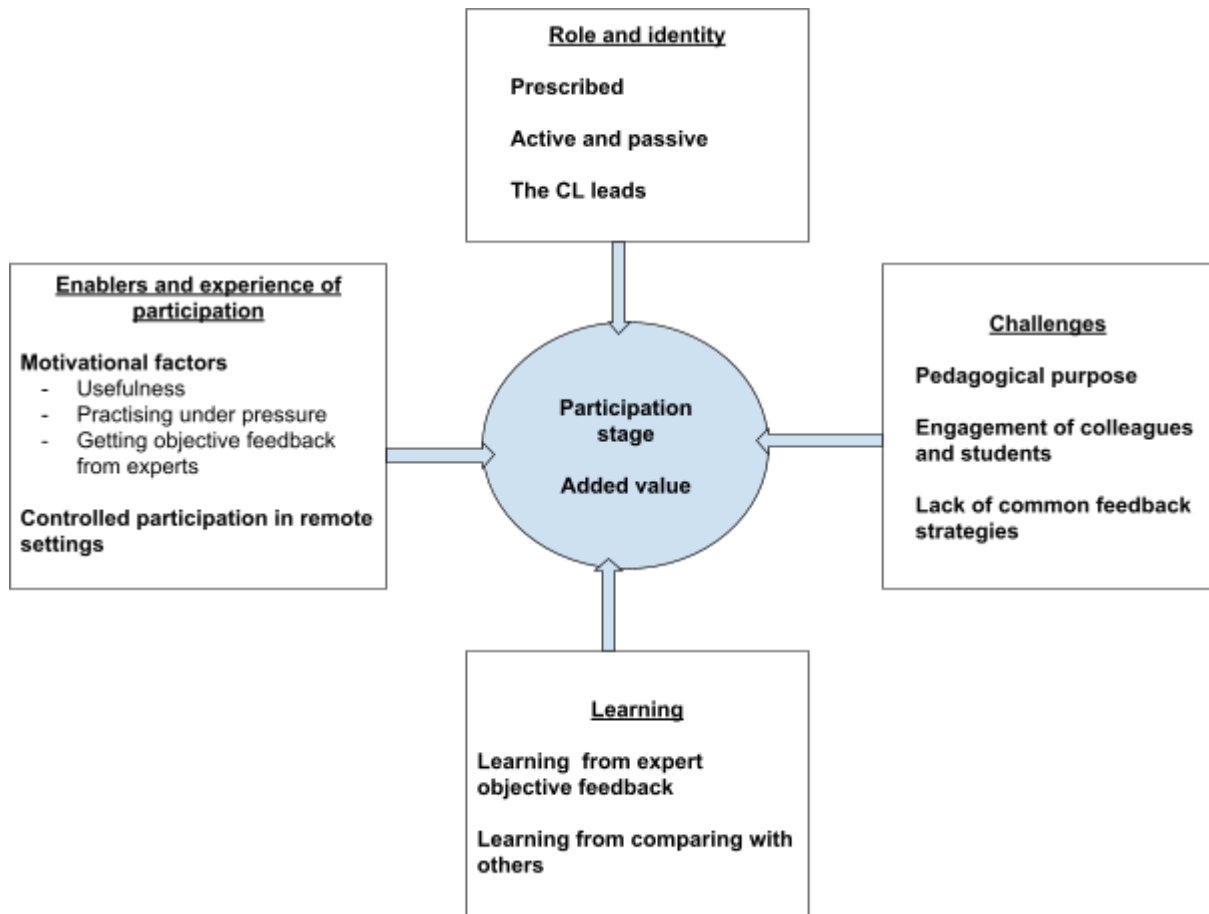 Role and identity
Prescribed
Active and passive
The CL leads
Enablers and experience of
participation
Motivational factors
- Usefulness
- Practising under pressure
- Getting objective feedback
from experts
Controlled participation in remote
settings
Participation
stage
Added value
Challenges
Pedagogical purpose
Engagement of colleagues
and students
Lack of common feedback
strategies
Learning
Learning  from expert
objective feedback
Learning from comparing with
others